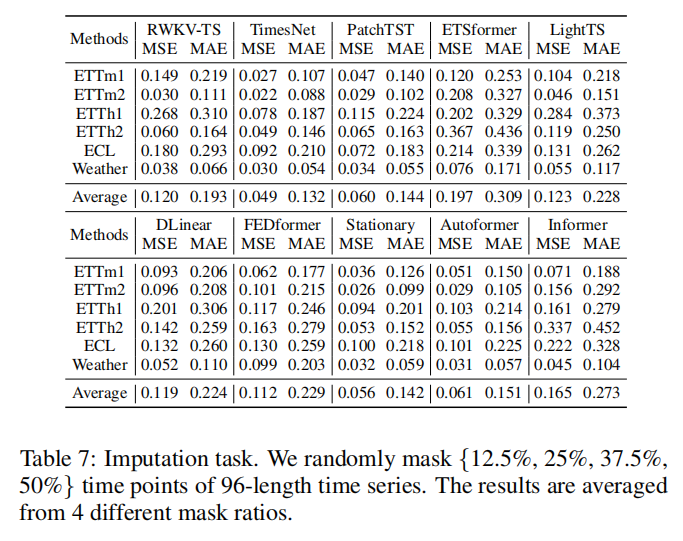 Methods RWKV-TS TimesNet PatchTST ETSformer LightTS
MSE MAE MSE MAE MSE MAE MSE MAE MSE MAE
ETTm1 0.149 0.219 0.027 0.107 0.047 0.140 0.120 0.253 0.104 0.218
ETTm2 0.030 0.111 0.022 0.088 0.029 0.102 0.208 0.327 0.046 0.151
ETTh1 0.268 0.310 0.078 0.187 0.115 0.224 0.202 0.329 0.284 0.373
ETTh2 0.060 0.164 0.049 0.146 0.065 0.163 0.367 0.436 0.119 0.250
ECL 0.180 0.293 0.092 0.210 0.072 0.183 0.214 0.339 0.131 0.262
Weather 0.038 0.066 0.030 0.054 0.034 0.055 0.076 0.171 0.055 0.117
Average 0.120 0.193 0.049 0.132 0.060 0.144 0.197 0.309 0.123 0.228
Methods DLinear FEDformer Stationary Autoformer Informer
MSE MAE MSE MAE MSE MAE MSE MAE MSE MAE
ETTm1 0.093 0.206 0.062 0.177 0.036 0.126 0.051 0.150 0.071 0.188
ETTm2 0.096 0.208 0.101 0.215 0.026 0.099 0.029 0.105 0.156 0.292
ETTh1 0.201 0.306 0.117 0.246 0.094 0.201 0.103 0.214 0.161 0.279
ETTh2 0.142 0.259 0.163 0.279 0.053 0.152 0.055 0.156 0.337 0.452
ECL 0.132 0.260 0.130 0.259 0.100 0.218 0.101 0.225 0.222 0.328
Weather 0.052 0.110 0.099 0.203 0.032 0.059 0.031 0.057 0.045 0.104
Average 0.119 0.224 0.112 0.229 0.056 0.142 0.061 0.151 0.165 0.273
Table 7: Imputation task. We randomly mask {12.5%, 25%, 37.5%,
50%} time points of 96-length time series. The results are averaged
from 4 different mask ratios.